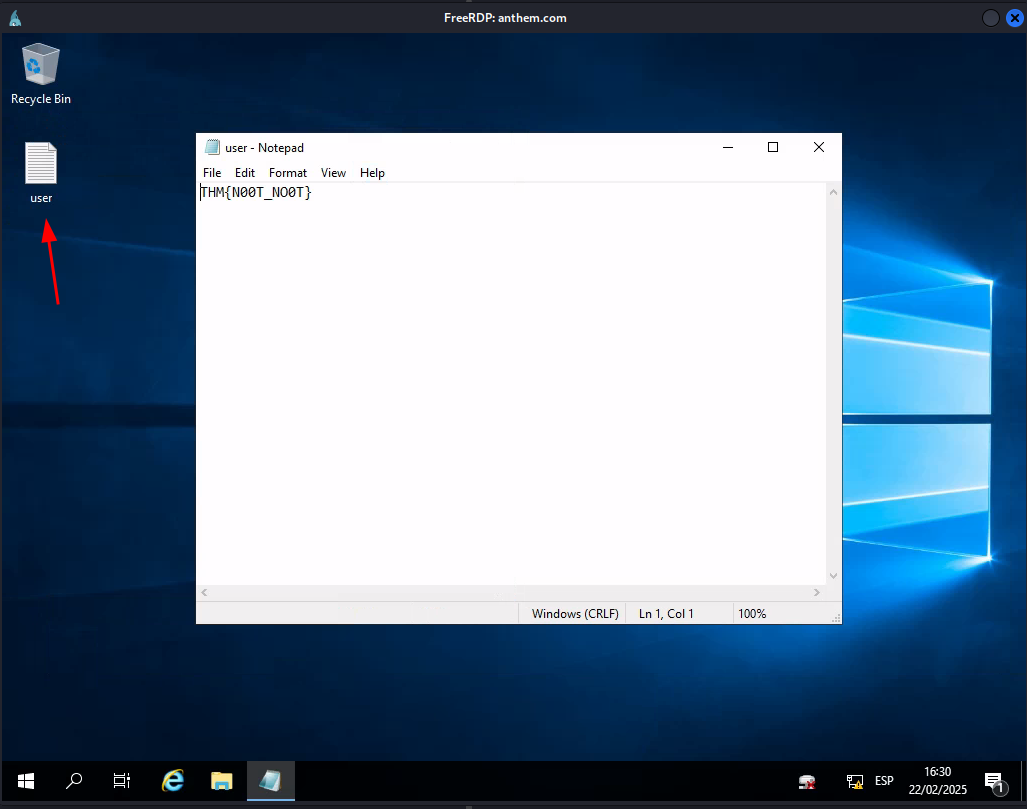 FreeRDP: anthem.com
Recycle Bin
user
user - Notepad
File Edit Format View Help
THM{N00T_NO0T}
Windows (CRLF) Ln 1, Col 1 100%
ESP
16:30
22/02/2025
1